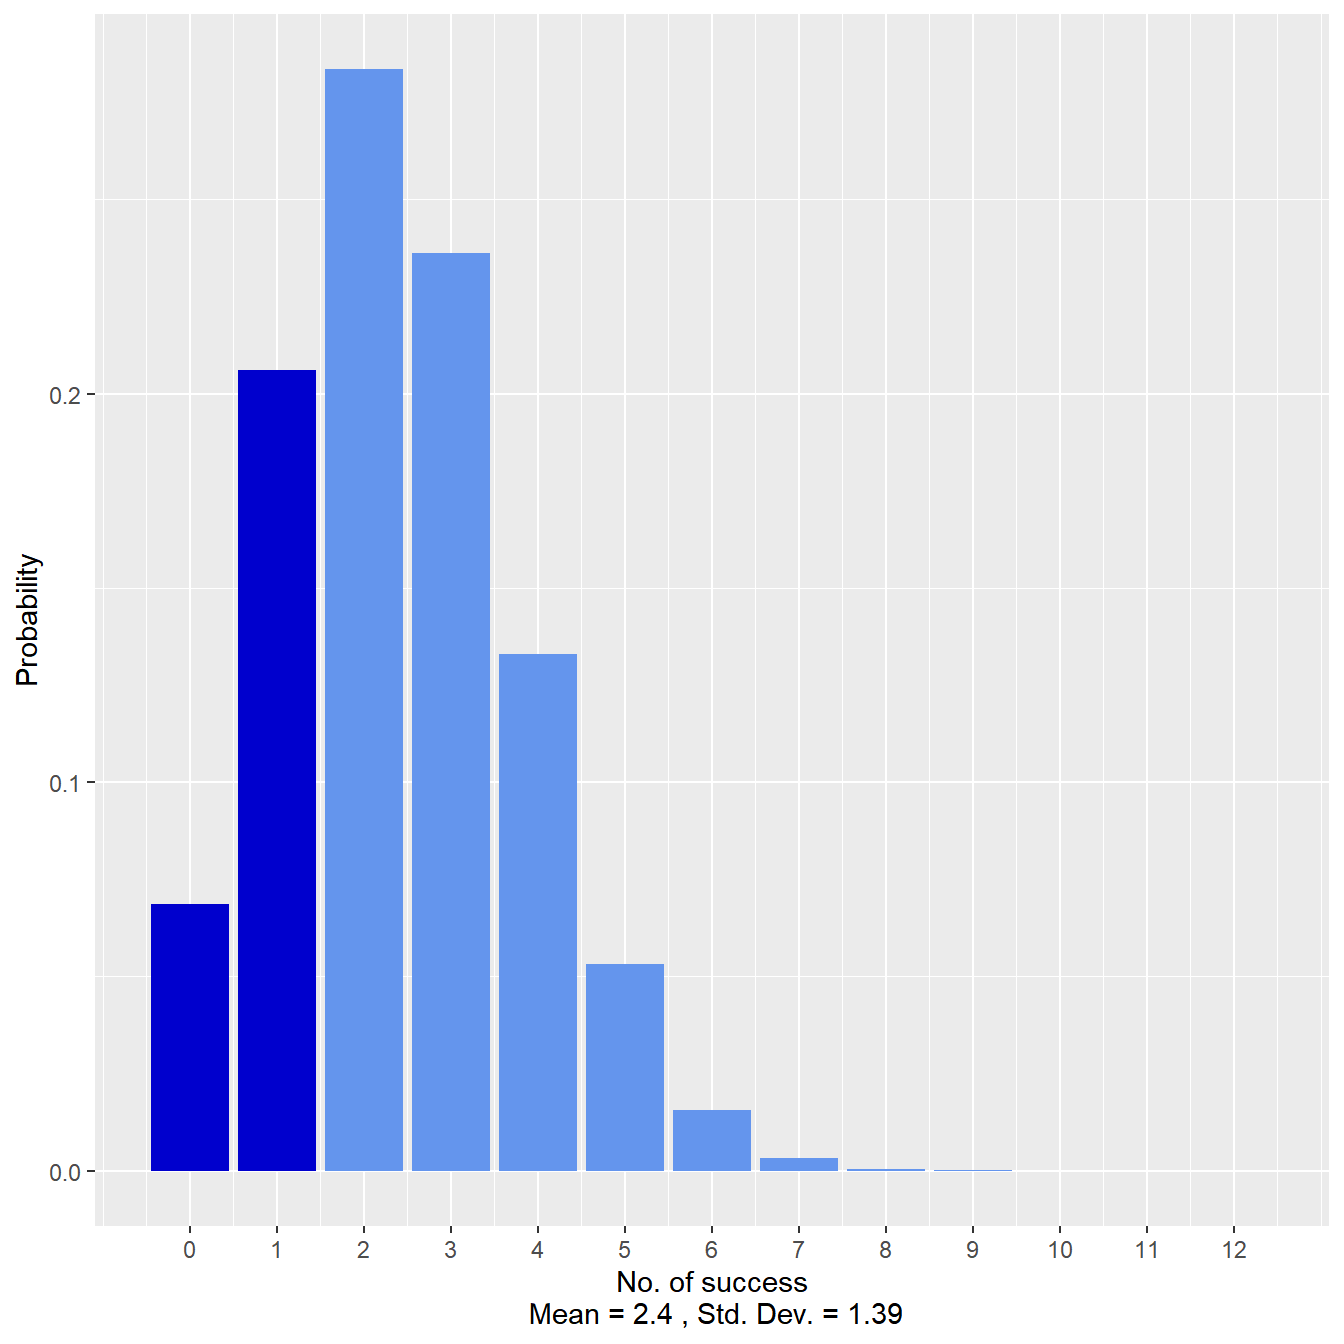 Probability
0.2
0.1
0.0
0 1 2 3 4 5 6 7 8 9 10 11 12
No. of success
Mean = 2.4 , Std. Dev. = 1.39